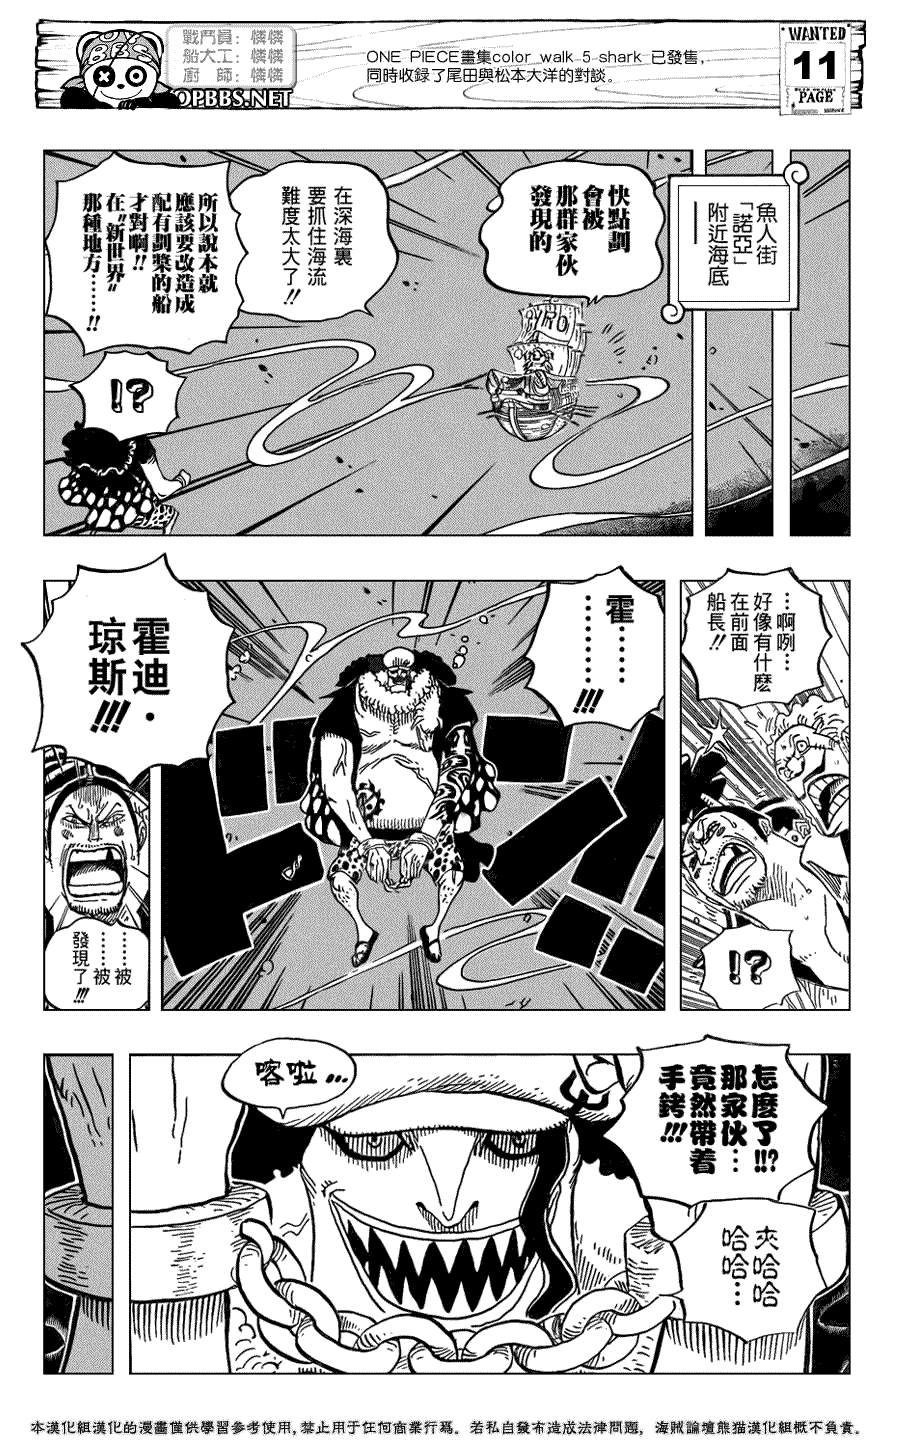 戰鬥員：憐憐
船大工：憐憐
廚　師：憐憐
OPBBS.NET
ONE PIECE畫集color walk 5 shark 已發售，
同時收録了尾田與松本大洋的對談。
WANTED
11
PAGE
魚人街
「諾亞」
附近海底
──
快點劃
會被
那群家伙
發現的
在深海裏
要抓住海流
難度太大了!!
所以說本就
應該要改造成
配有劃槳的船
才對啊!!
在“新世界”
那種地方……!!
!?
…啊咧…
好像有什麽
在前面
船長!!
!?
霍……
………!!!
霍迪・
琼斯!!!
……被
……被
發現了!!!
怎麽了!!?
那家伙…
竟然帶着
手銬!!!
喀啦…
夾哈哈
哈哈哈…
本漢化組漢化的漫畫僅供學習參考使用，禁止用于任何商業行爲。若私自發布造成法律問題，海賊論壇熊猫漢化組概不負責。